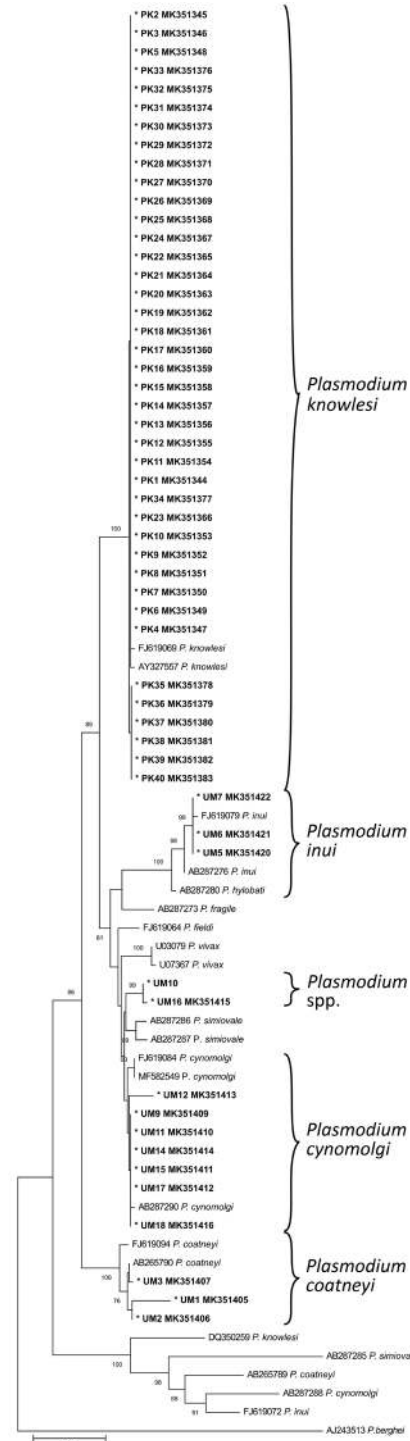 * PK2 MK351345
* PK3 MK351346
* PK5 MK351348
* PK33 MK351376
* PK32 MK351375
* PK31 MK351374
* PK30 MK351373
* PK29 MK351372
* PK28 MK351371
* PK27 MK351370
* PK26 MK351369
* PK25 MK351368
* PK24 MK351367
* PK22 MK351365
* PK21 MK351364
* PK20 MK351363
* PK19 MK351362
* PK18 MK351361
* PK17 MK351360
* PK16 MK351359
* PK15 MK351358
* PK14 MK351357
* PK13 MK351356
* PK12 MK351355
* PK11 MK351354
* PK1 MK351344
* PK34 MK351377
* PK23 MK351366
100
* PK10 MK351353
* PK9 MK351352
* PK8 MK351351
* PK7 MK351350
* PK6 MK351349
* PK4 MK351347
FJ619069 P. knowlesi
AY327557 P. knowlesi
* PK35 MK351378
* PK36 MK351379
* PK37 MK351380
* PK38 MK351381
* PK39 MK351382
* PK40 MK351383
Plasmodium
knowlesi
* UM7 MK351422
FJ619079 P. inui
* UM6 MK351421
* UM5 MK351420
AB287276 P. inui
AB287280 P. hylobati
100
Plasmodium
inui
AB287273 P. fragile
FJ619064 P. fieldi
U03079 P. vivax
100
U07367 P. vivax
* UM10
* UM16 MK351415
Plasmodium
spp.
AB287286 P. simiovale
AB287287 P. simiovale
FJ619084 P. cynomolgi
MF582549 P. cynomolgi
* UM12 MK351413
* UM9 MK351409
* UM11 MK351410
* UM14 MK351414
* UM15 MK351411
* UM17 MK351412
AB287290 P. cynomolgi
* UM18 MK351416
Plasmodium
cynomolgi
FJ619094 P. coatneyi
AB265790 P. coatneyi
100
* UM3 MK351407
76
* UM1 MK351405
* UM2 MK351406
Plasmodium
coatneyi
DQ350259 P. knowlesi
100
AB287285 P. simiova
AB265789 P. coatneyi
AB287288 P. cynomolgi
FJ619072 P. inui
AJ243513 P.berghei